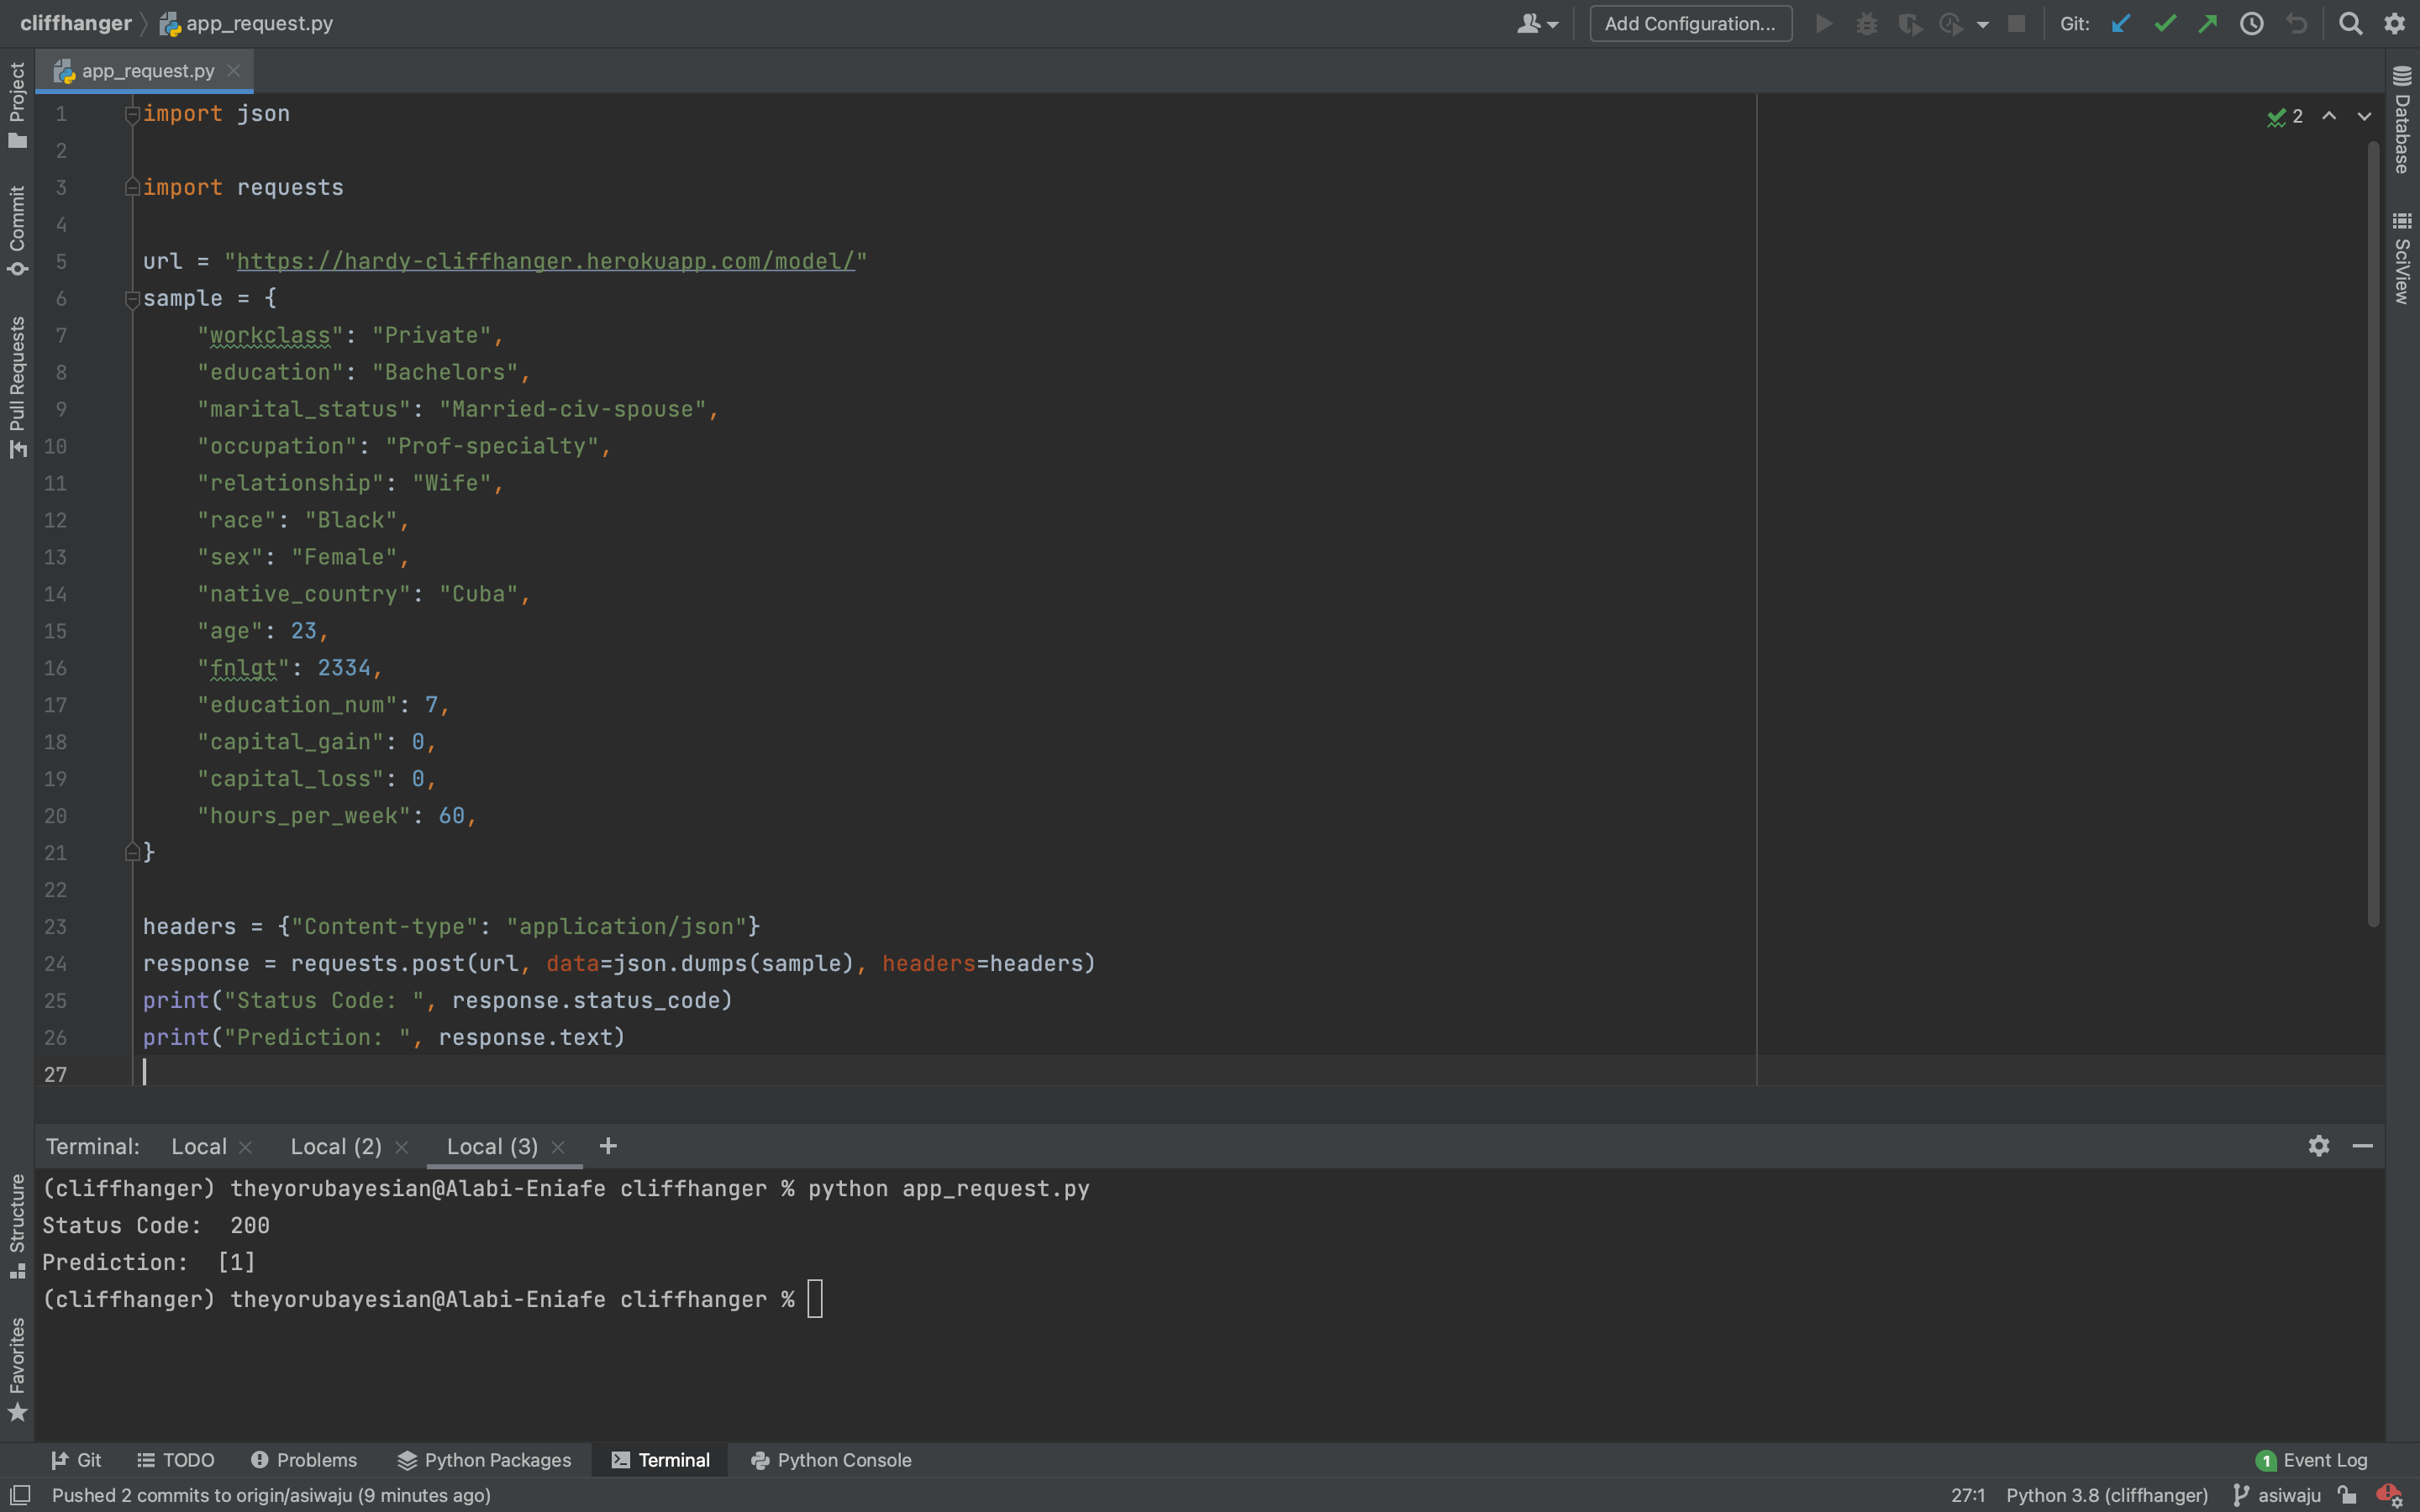 cliffhanger app_request.py Add Configuration... Git:
app_request.py
Project
Commit
Pull Requests
Structure
Favorites
Database
SciView
2
1 import json
2
3 import requests
4
5 url = "https://hardy-cliffhanger.herokuapp.com/model/"
6 sample = {
7 "workclass": "Private",
8 "education": "Bachelors",
9 "marital_status": "Married-civ-spouse",
10 "occupation": "Prof-specialty",
11 "relationship": "Wife",
12 "race": "Black",
13 "sex": "Female",
14 "native_country": "Cuba",
15 "age": 23,
16 "fnlgt": 2334,
17 "education_num": 7,
18 "capital_gain": 0,
19 "capital_loss": 0,
20 "hours_per_week": 60,
21 }
22
23 headers = {"Content-type": "application/json"}
24 response = requests.post(url, data=json.dumps(sample), headers=headers)
25 print("Status Code: ", response.status_code)
26 print("Prediction: ", response.text)
27
Terminal: Local Local (2) Local (3) +
(cliffhanger) theyorubayesian@Alabi-Eniafe cliffhanger % python app_request.py
Status Code:  200
Prediction:  [1]
(cliffhanger) theyorubayesian@Alabi-Eniafe cliffhanger %
Git TODO Problems Python Packages Terminal Python Console 1 Event Log
Pushed 2 commits to origin/asiwaju (9 minutes ago) 27:1 Python 3.8 (cliffhanger) asiwaju